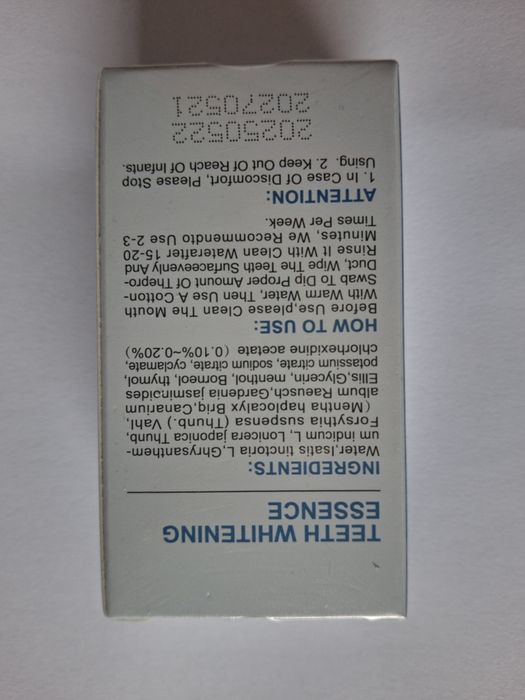 TEETH WHITENING
ESSENCE
INGREDIENTS:
Water,Isatis tinctoria L,Ghrysanthem-
um indicum L, Lonicera japonica Thunb,
Forsythia suspensa (Thunb.) Vahl,
(Mentha haplocalyx Briq,Canarium
album Raeusch,Gardenia jasminoides
Ellis,Glycerin, menthol, Borneol, thymol,
potassium citrate, sodium citrate, cyclamate,
chlorhexidine acetate (0.10%~0.20%)
HOW TO USE:
Before Use,please Clean The Mouth
With Warm Water, Then Use A Cotton-
Swab To Dip Proper Amount Of Thepro-
Duct, Wipe The Teeth Surfaceevenly And
Rinse It With Clean Waterafter 15-20
Minutes, We Recommendto Use 2-3
Times Per Week.
ATTENTION:
1. In Case Of Discomfort, Please Stop
Using. 2. Keep Out Of Reach Of Infants.
20250522
20270521